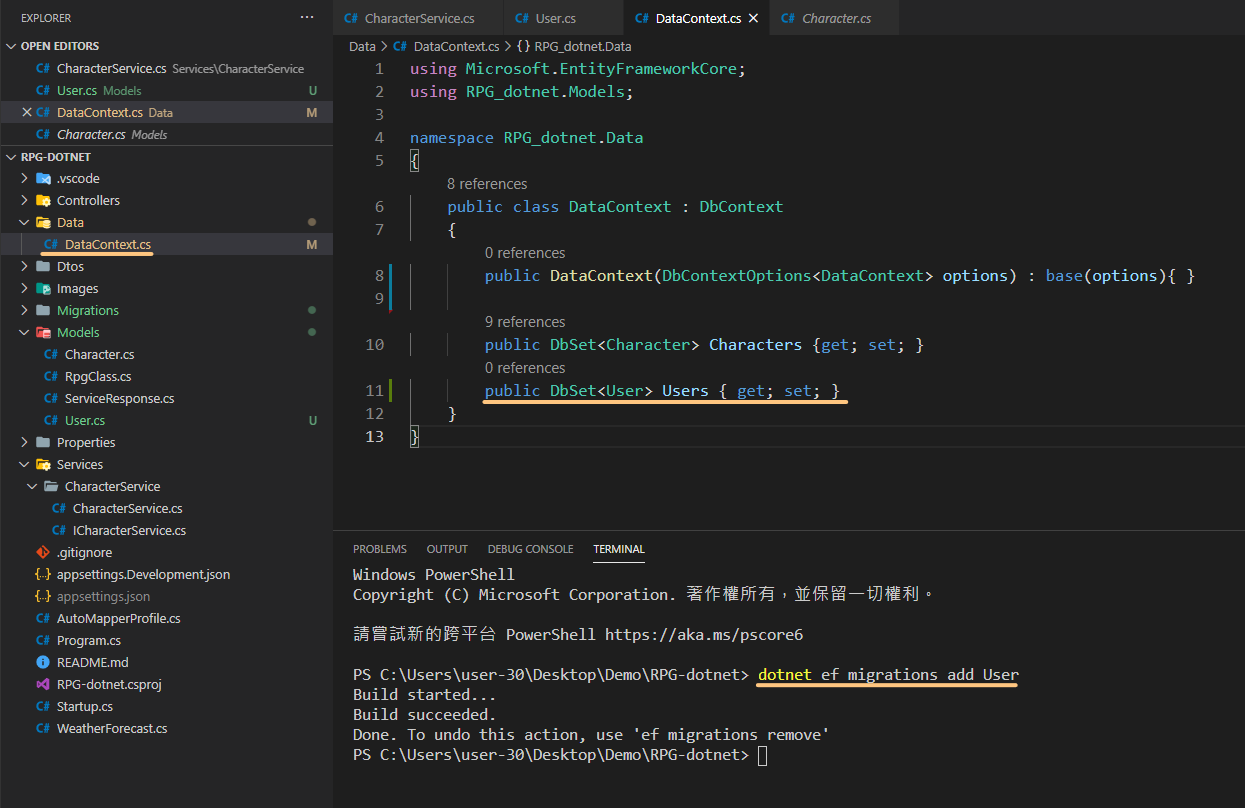 EXPLORER
···
OPEN EDITORS
C# CharacterService.cs Services\CharacterService
C# User.cs Models U
C# DataContext.cs Data M
C# Character.cs Models
RPG-DOTNET
.vscode
Controllers
Data
C# DataContext.cs M
Dtos
Images
Migrations
Models
C# Character.cs
C# RpgClass.cs
C# ServiceResponse.cs
C# User.cs U
Properties
Services
CharacterService
C# CharacterService.cs
C# ICharacterService.cs
.gitignore
{..} appsettings.Development.json
{..} appsettings.json
C# AutoMapperProfile.cs
C# Program.cs
README.md
RPG-dotnet.csproj
C# Startup.cs
C# WeatherForecast.cs
C# CharacterService.cs C# User.cs C# DataContext.cs C# Character.cs
Data > C# DataContext.cs > {} RPG_dotnet.Data
1 using Microsoft.EntityFrameworkCore;
2 using RPG_dotnet.Models;
3
4 namespace RPG_dotnet.Data
5 {
8 references
6 public class DataContext : DbContext
7 {
0 references
8 public DataContext(DbContextOptions<DataContext> options) : base(options){ }
9
9 references
10 public DbSet<Character> Characters {get; set; }
0 references
11 public DbSet<User> Users { get; set; }
12 }
13 }
PROBLEMS OUTPUT DEBUG CONSOLE TERMINAL
Windows PowerShell
Copyright (C) Microsoft Corporation. 著作權所有，並保留一切權利。
請嘗試新的跨平台 PowerShell https://aka.ms/pscore6
PS C:\Users\user-30\Desktop\Demo\RPG-dotnet> dotnet ef migrations add User
Build started...
Build succeeded.
Done. To undo this action, use 'ef migrations remove'
PS C:\Users\user-30\Desktop\Demo\RPG-dotnet>